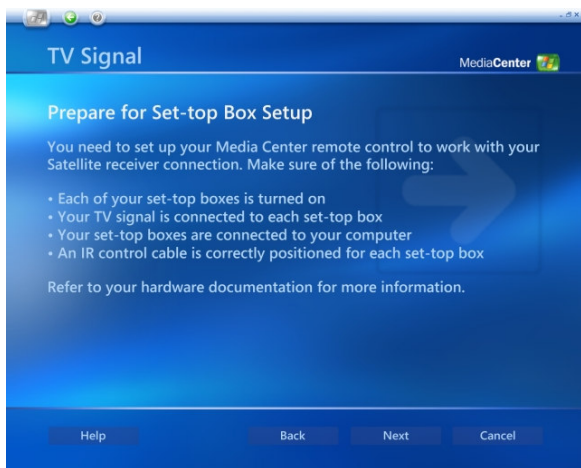 TV Signal
MediaCenter
Prepare for Set-top Box Setup
You need to set up your Media Center remote control to work with your
Satellite receiver connection. Make sure of the following:
• Each of your set-top boxes is turned on
• Your TV signal is connected to each set-top box
• Your set-top boxes are connected to your computer
• An IR control cable is correctly positioned for each set-top box
Refer to your hardware documentation for more information.
Help Back Next Cancel